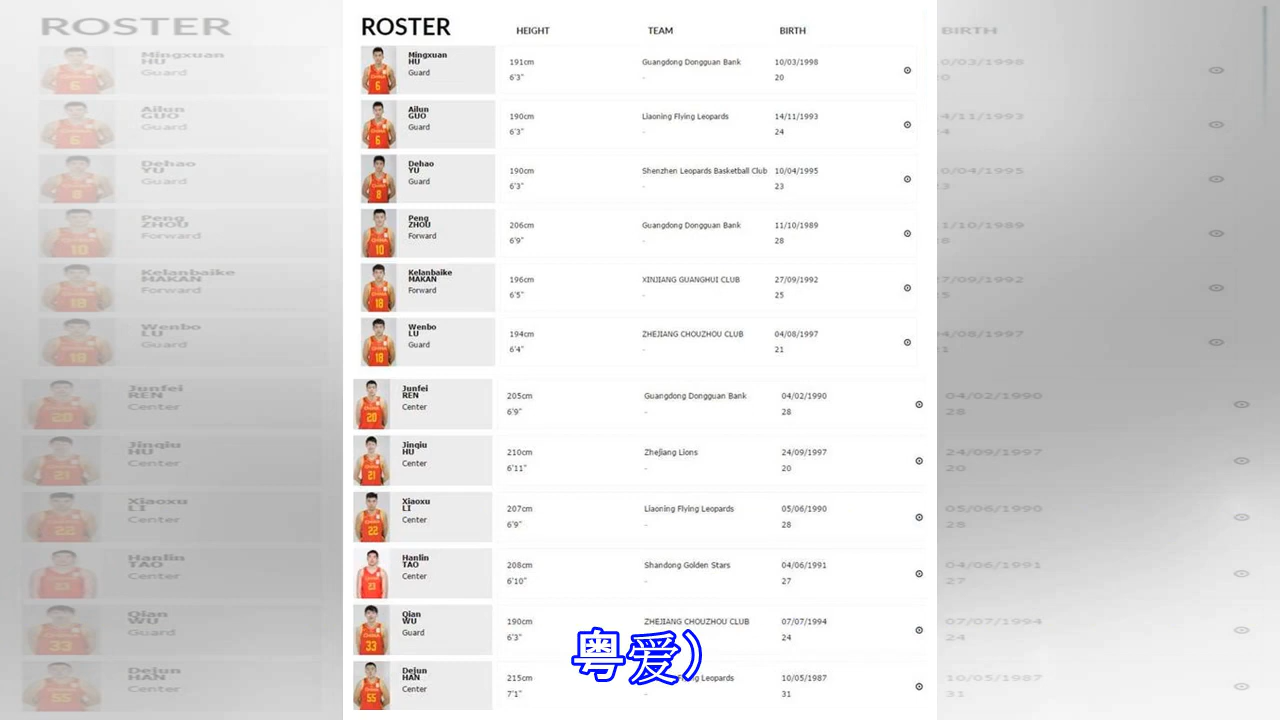 ROSTER HEIGHT TEAM BIRTH
Mingxuan
HU
Guard
191cm Guangdong Dongguan Bank 10/03/1998
6'3" - 20
Ailun
GUO
Guard
190cm Liaoning Flying Leopards 14/11/1993
6'3" - 24
Dehao
YU
Guard
190cm Shenzhen Leopards Basketball Club 10/04/1995
6'3" - 23
Peng
ZHOU
Forward
206cm Guangdong Dongguan Bank 11/10/1989
6'9" - 28
Kelanbaike
MAKAN
Forward
196cm XINJIANG GUANGHUI CLUB 27/09/1992
6'5" - 25
Wenbo
LU
Guard
194cm ZHEJIANG CHOUZHOU CLUB 04/08/1997
6'4" - 21
Junfei
REN
Center
205cm Guangdong Dongguan Bank 04/02/1990
6'9" - 28
Jinqiu
HU
Center
210cm Zhejiang Lions 24/09/1997
6'11" - 20
Xiaoxu
LI
Center
207cm Liaoning Flying Leopards 05/06/1990
6'9" - 28
Hanlin
TAO
Center
208cm Shandong Golden Stars 04/06/1991
6'10" - 27
Qian
WU
Guard
190cm ZHEJIANG CHOUZHOU CLUB 07/07/1994
6'3" 24
Dejun
HAN
Center
215cm Leopards 10/05/1987
7'1" - 31
粤爱）